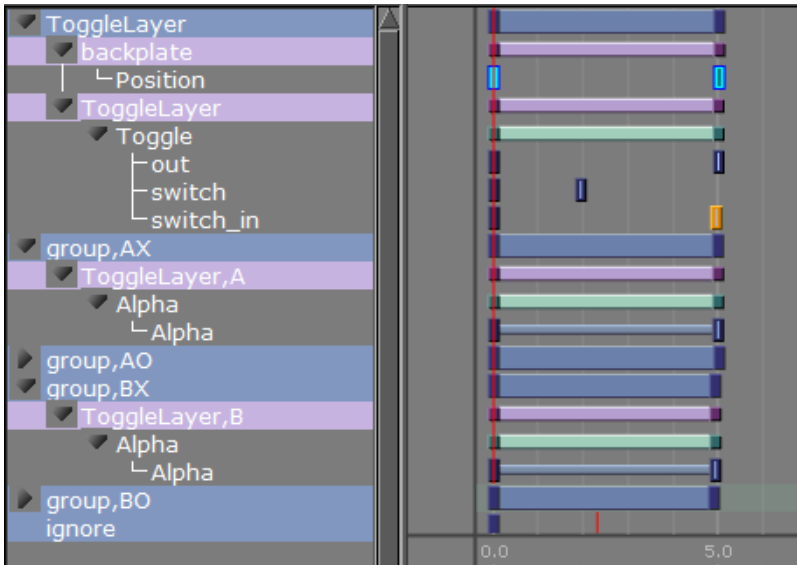 ToggleLayer
backplate
Position
ToggleLayer
Toggle
out
switch
switch_in
group,AX
ToggleLayer,A
Alpha
Alpha
group,AO
group,BX
ToggleLayer,B
Alpha
Alpha
group,BO
ignore
0.0 5.0